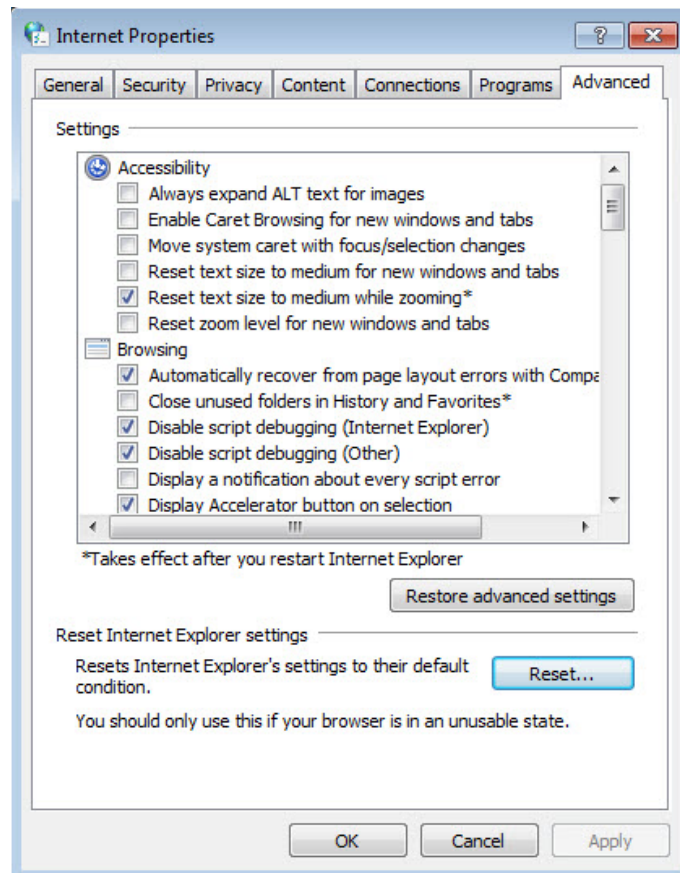 Internet Properties
General Security Privacy Content Connections Programs Advanced
Settings
Accessibility
Always expand ALT text for images
Enable Caret Browsing for new windows and tabs
Move system caret with focus/selection changes
Reset text size to medium for new windows and tabs
Reset text size to medium while zooming*
Reset zoom level for new windows and tabs
Browsing
Automatically recover from page layout errors with Compa
Close unused folders in History and Favorites*
Disable script debugging (Internet Explorer)
Disable script debugging (Other)
Display a notification about every script error
Display Accelerator button on selection
*Takes effect after you restart Internet Explorer
Restore advanced settings
Reset Internet Explorer settings
Resets Internet Explorer's settings to their default
condition.
Reset...
You should only use this if your browser is in an unusable state.
OK Cancel Apply